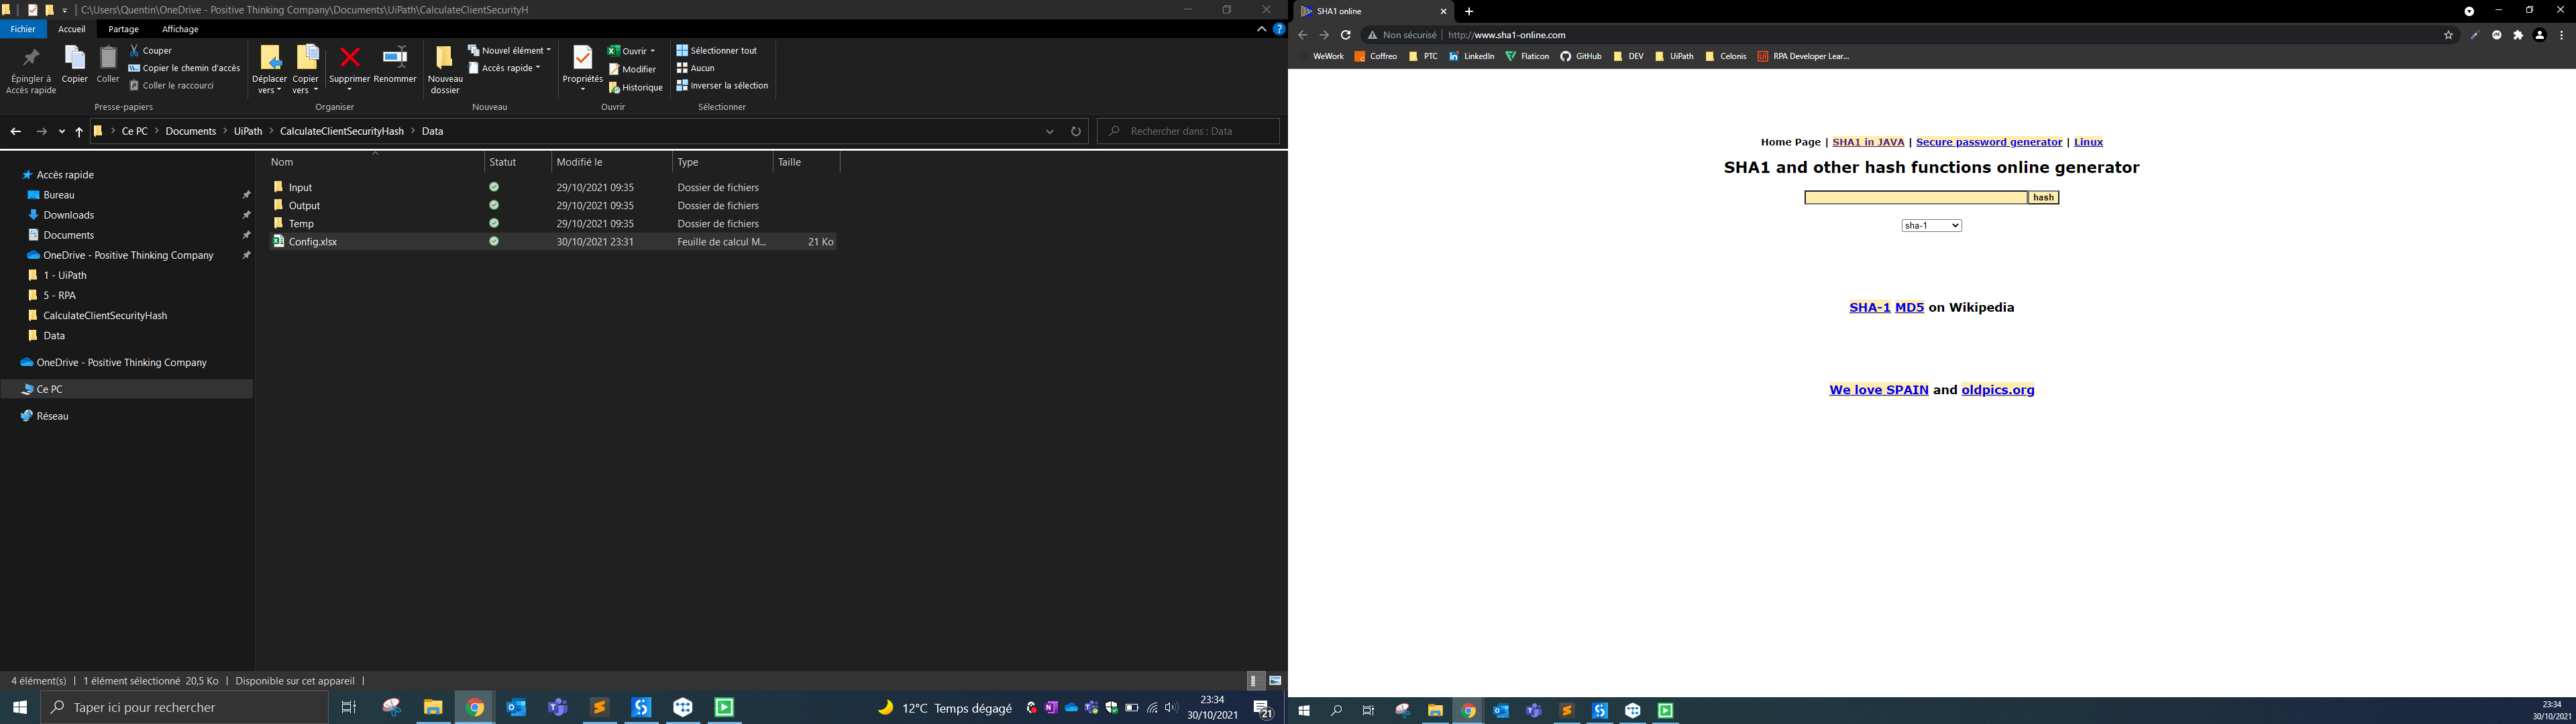 C:\Users\Quentin\OneDrive - Positive Thinking Company\Documents\UiPath\CalculateClientSecurityH
Fichier Accueil Partage Affichage
Épingler à Accès rapide
Copier
Coller
Couper
Copier le chemin d'accès
Coller le raccourci
Presse-papiers
Déplacer vers
Copier vers
Supprimer
Renommer
Organiser
Nouveau dossier
Nouvel élément
Accès rapide
Nouveau
Propriétés
Ouvrir
Modifier
Historique
Ouvrir
Sélectionner tout
Aucun
Inverser la sélection
Sélectionner
Ce PC > Documents > UiPath > CalculateClientSecurityHash > Data
Rechercher dans : Data
Nom Statut Modifié le Type Taille
Input 29/10/2021 09:35 Dossier de fichiers
Output 29/10/2021 09:35 Dossier de fichiers
Temp 29/10/2021 09:35 Dossier de fichiers
Config.xlsx 30/10/2021 23:31 Feuille de calcul M... 21 Ko
Accès rapide
Bureau
Downloads
Documents
OneDrive - Positive Thinking Company
1 - UiPath
5 - RPA
CalculateClientSecurityHash
Data
OneDrive - Positive Thinking Company
Ce PC
Réseau
4 élément(s) | 1 élément sélectionné 20,5 Ko | Disponible sur cet appareil |
Taper ici pour rechercher
12°C Temps dégagé
23:34
30/10/2021
21
SHA1 online
Non sécurisé | http://www.sha1-online.com
WeWork Coffreo PTC LinkedIn Flaticon GitHub DEV UiPath Celonis RPA Developer Lear...
Home Page | SHA1 in JAVA | Secure password generator | Linux
SHA1 and other hash functions online generator
hash
sha-1
SHA-1 MD5 on Wikipedia
We love SPAIN and oldpics.org
23:34
30/10/2021